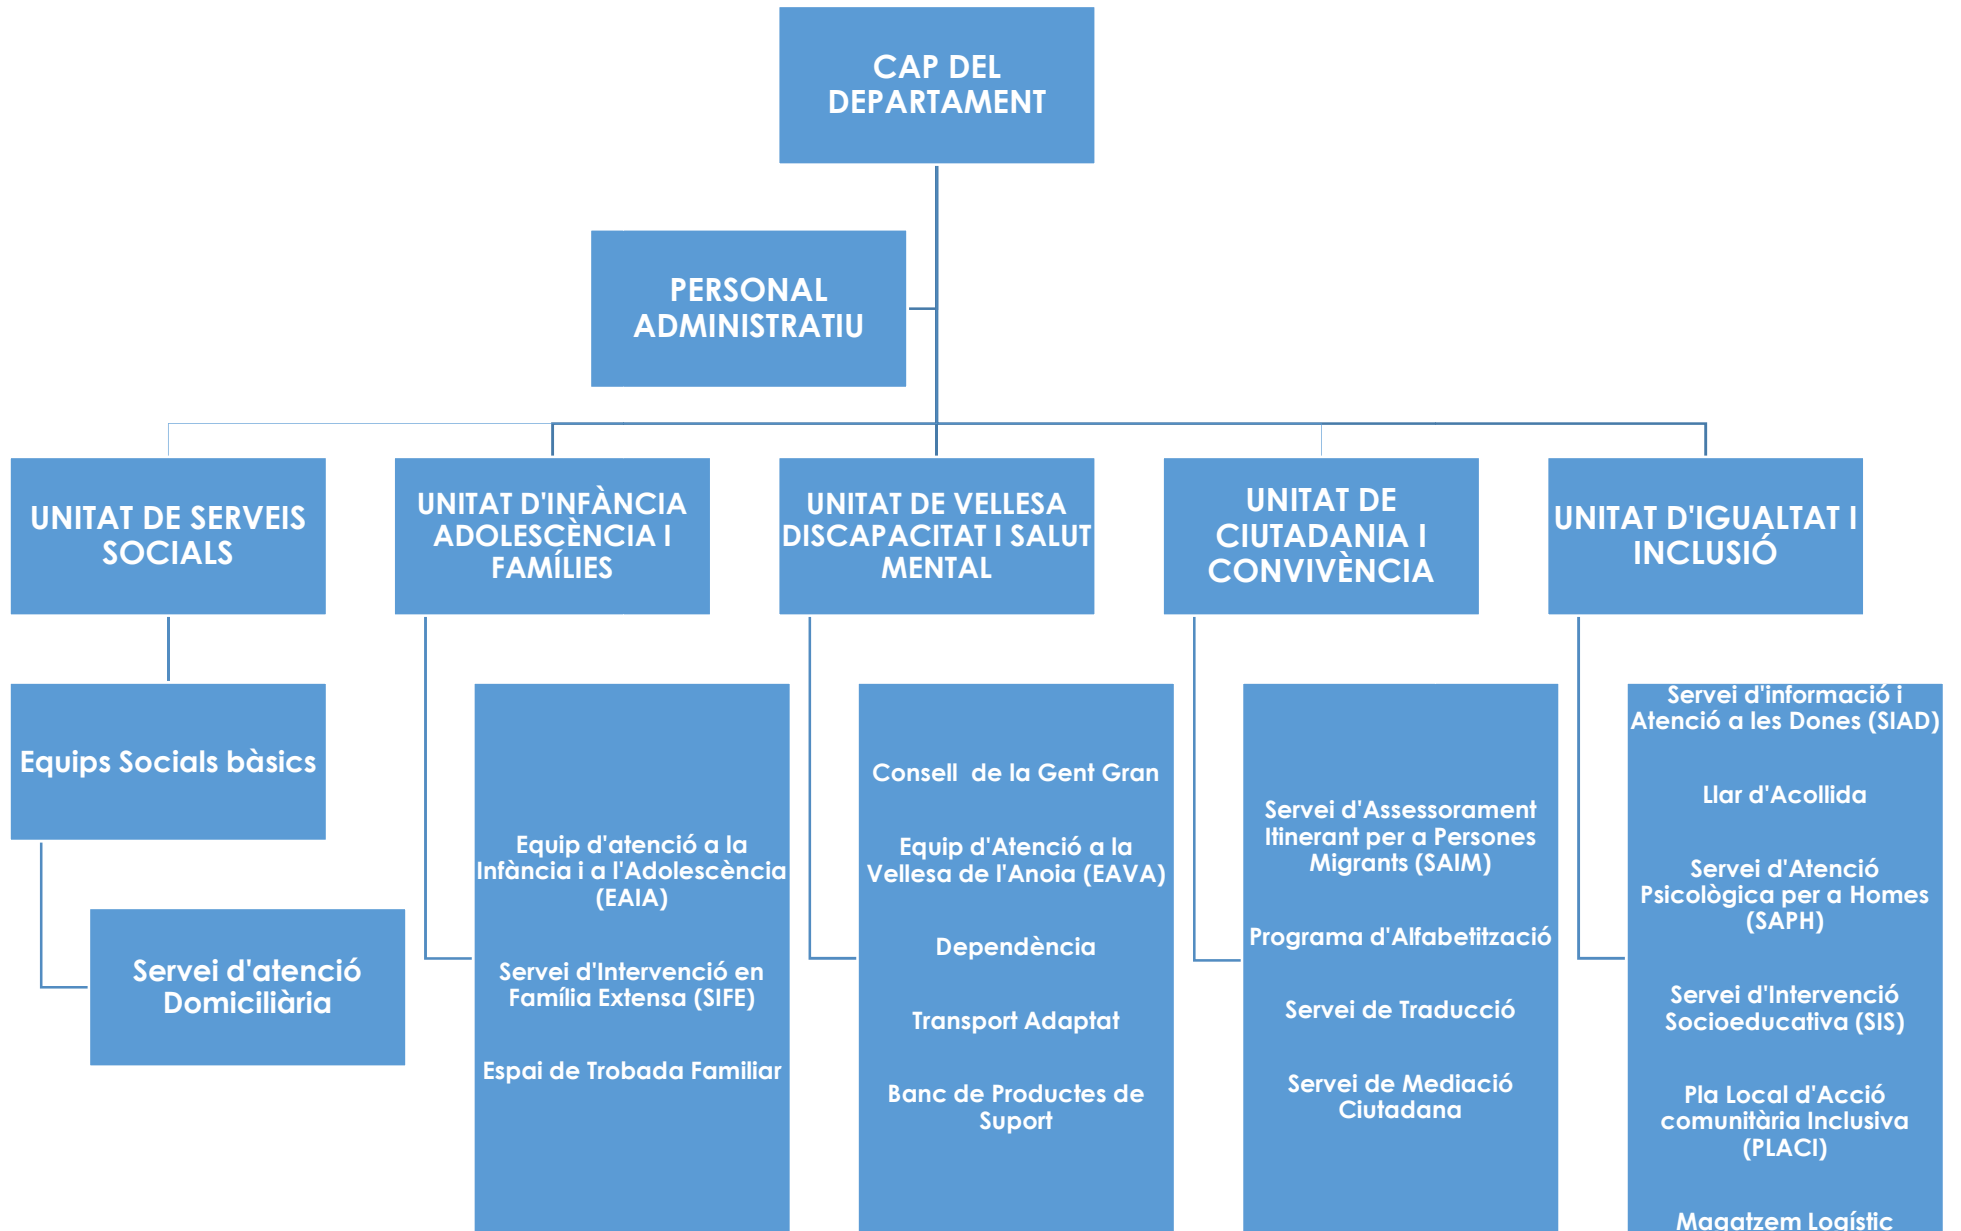 CAP DEL
DEPARTAMENT
PERSONAL
ADMINISTRATIU
UNITAT DE SERVEIS
SOCIALS
UNITAT D'INFÀNCIA
ADOLESCÈNCIA I
FAMÍLIES
UNITAT DE VELLESA
DISCAPACITAT I SALUT
MENTAL
UNITAT DE
CIUTADANIA I
CONVIVÈNCIA
UNITAT D'IGUALTAT I
INCLUSIÓ
Equips Socials bàsics
Servei d'atenció
Domiciliària
Equip d'atenció a la
Infància i a l'Adolescència
(EAIA)
Servei d'Intervenció en
Família Extensa (SIFE)
Espai de Trobada Familiar
Consell  de la Gent Gran
Equip d'Atenció a la
Vellesa de l'Anoia (EAVA)
Dependència
Transport Adaptat
Banc de Productes de
Suport
Servei d'Assessorament
Itinerant per a Persones
Migrants (SAIM)
Programa d'Alfabetització
Servei de Traducció
Servei de Mediació
Ciutadana
Servei d'informació i
Atenció a les Dones (SIAD)
Llar d'Acollida
Servei d'Atenció
Psicològica per a Homes
(SAPH)
Servei d'Intervenció
Socioeducativa (SIS)
Pla Local d'Acció
comunitària Inclusiva
(PLACI)
Magatzem Logístic